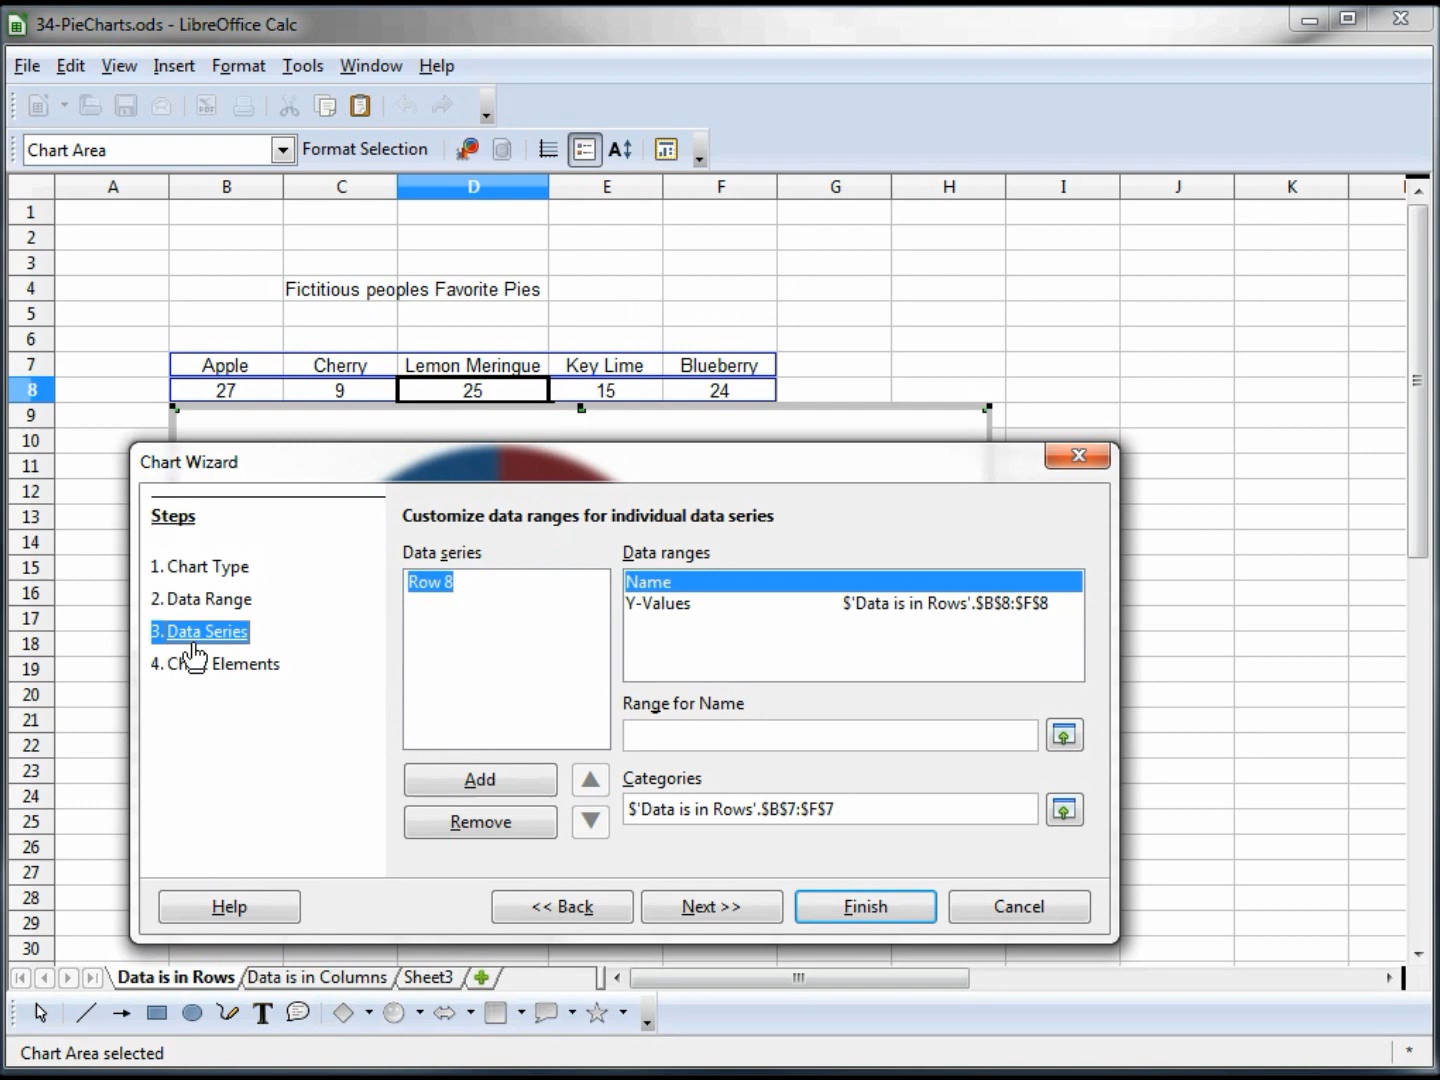 34-PieCharts.ods - LibreOffice Calc
File Edit View Insert Format Tools Window Help
Chart Area Format Selection
A B C D E F G H I J K
1
2
3
4 Fictitious peoples Favorite Pies
5
6
7 Apple Cherry Lemon Meringue Key Lime Blueberry
8 27 9 25 15 24
9
10
11
12
13
14
15
16
17
18
19
20
21
22
23
24
25
26
27
28
29
30
Chart Wizard
Steps
1. Chart Type
2. Data Range
3. Data Series
4. Elements
Customize data ranges for individual data series
Data series
Row 8
Data ranges
Name
Y-Values $'Data is in Rows'.$B$8:$F$8
Range for Name
Add
Remove
Categories
$'Data is in Rows'.$B$7:$F$7
Help << Back Next >> Finish Cancel
Data is in Rows Data is in Columns Sheet3
Chart Area selected *